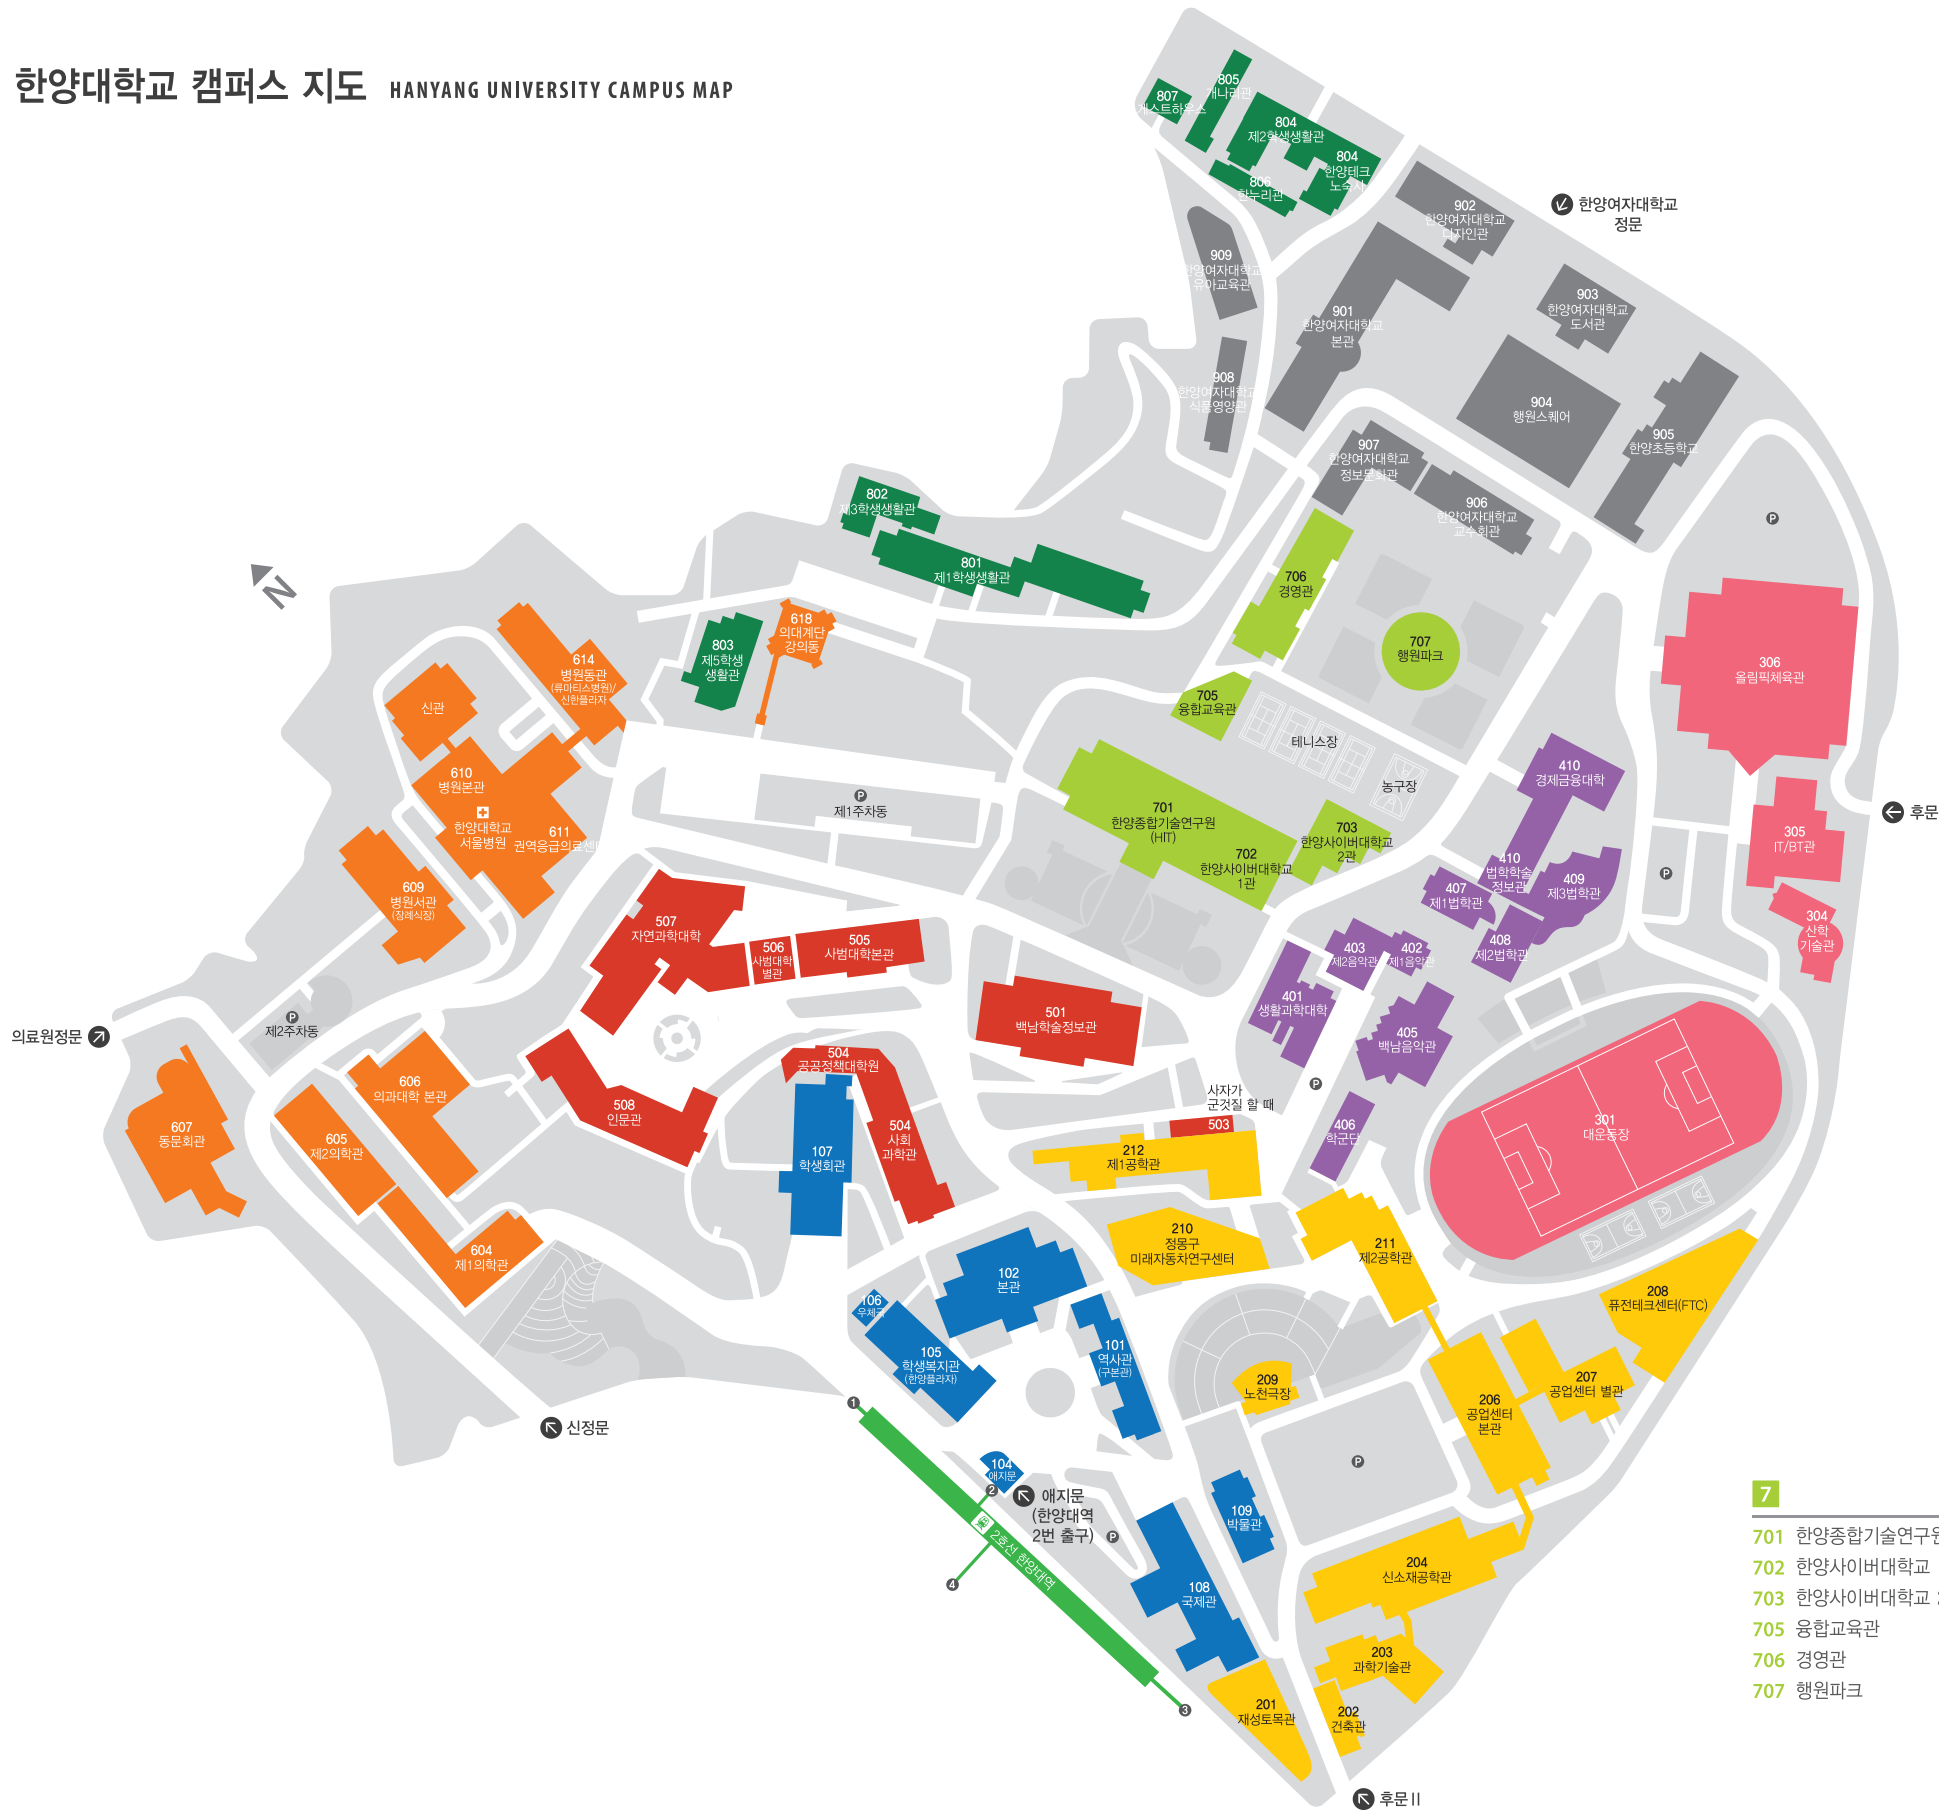 한양대학교 캠퍼스 지도 HANYANG UNIVERSITY CAMPUS MAP
805
개나리관
807
게스트하우스
804
제2학생생활관
804
한양테크
노숙사
806
한누리관
902
한양여자대학교
디자인관
한양여자대학교
정문
909
한양여자대학교
유아교육관
903
한양여자대학교
도서관
901
한양여자대학교
본관
908
한양여자대학교
식품영양관
904
행원스퀘어
905
한양초등학교
907
한양여자대학교
정보문화관
906
한양여자대학교
교수회관
P
802
제3학생생활관
801
제1학생생활관
N
706
경영관
707
행원파크
618
의대계단
강의동
803
제5학생
생활관
614
병원동관
(류마티스병원)/
신한플라자
신관
306
올림픽체육관
705
융합교육관
테니스장
농구장
610
병원본관
한양대학교
서울병원
611
권역응급의료센터
P
제1주차동
701
한양종합기술연구원
(HIT)
702
한양사이버대학교
1관
703
한양사이버대학교
2관
410
경제금융대학
후문
305
IT/BT관
410
법학학술
정보관
409
제3법학관
407
제1법학관
408
제2법학관
P
304
산학
기술관
609
병원서관
(장례식장)
507
자연과학대학
506
사범대학
별관
505
사범대학본관
403
제2음악관
402
제1음악관
401
생활과학대학
405
백남음악관
501
백남학술정보관
의료원정문
P
제2주차동
504
공공정책대학원
606
의과대학 본관
508
인문관
P
사자가
군것질 할 때
503
406
학군단
301
대운동장
607
동문회관
605
제2의학관
107
학생회관
504
사회
과학관
212
제1공학관
604
제1의학관
210
정몽구
미래자동차연구센터
211
제2공학관
102
본관
208
퓨전테크센터(FTC)
106
우체국
105
학생복지관
(한양플라자)
101
역사관
(구본관)
209
노천극장
207
공업센터 별관
206
공업센터
본관
신정문
1
104
애지문
2
애지문
(한양대역
2번 출구)
P
P
2호선 한양대역
4
3
109
박물관
108
국제관
204
신소재공학관
203
과학기술관
201
재성토목관
202
건축관
후문 II
7
701 한양종합기술연구원
702 한양사이버대학교
703 한양사이버대학교 2
705 융합교육관
706 경영관
707 행원파크